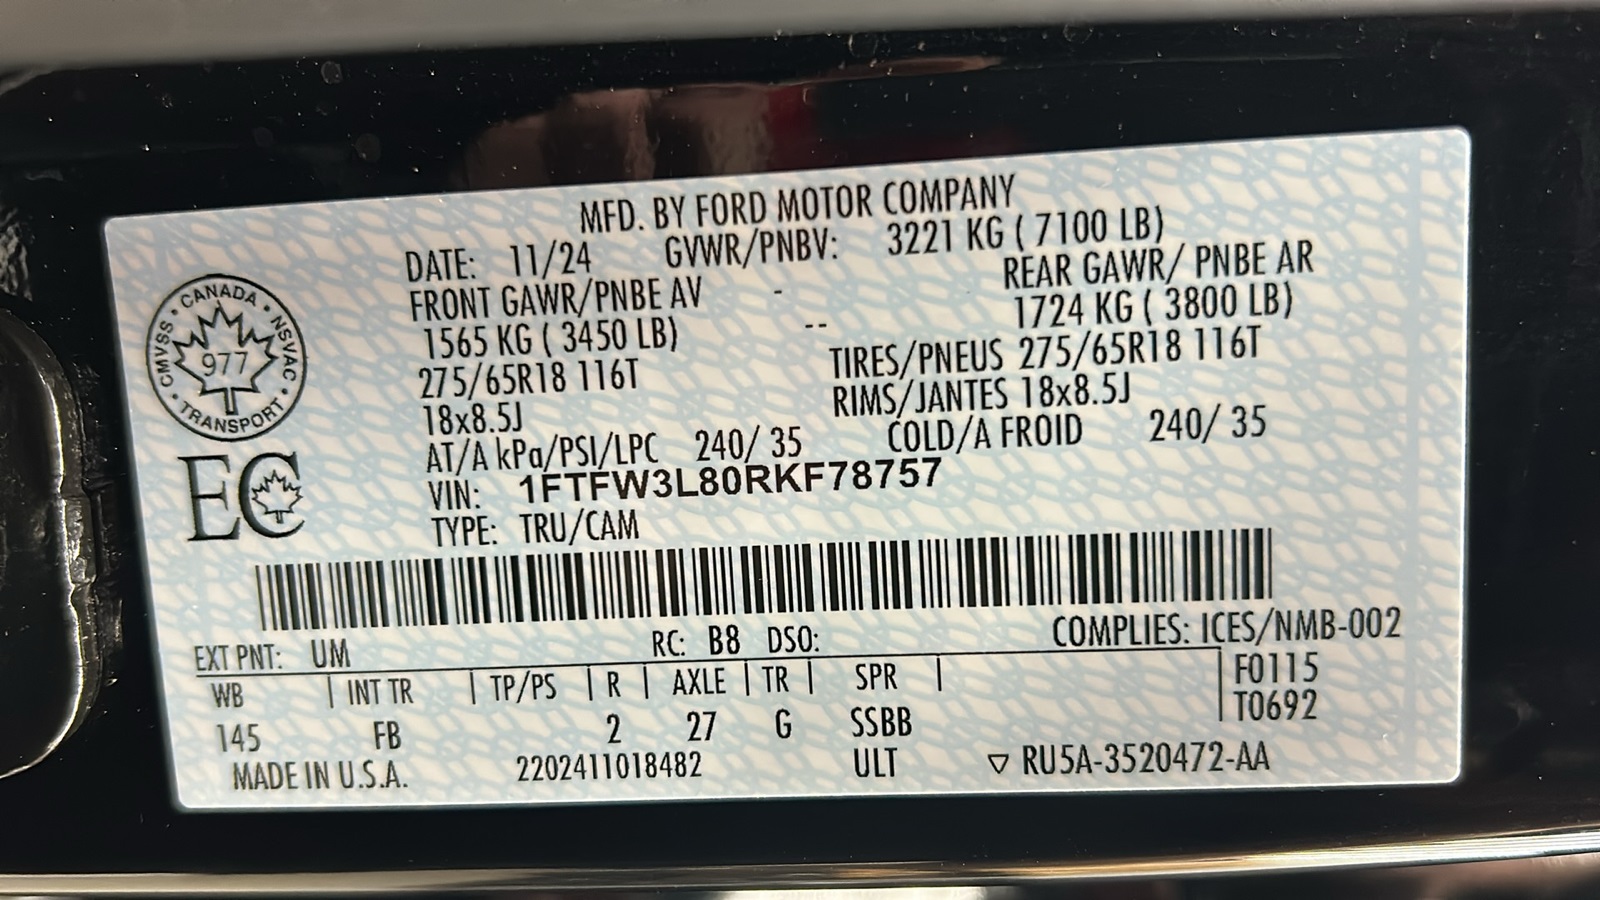 MFD. BY FORD MOTOR COMPANY
DATE: 11/24 GVWR/PNBV: 3221 KG ( 7100 LB)
FRONT GAWR/PNBE AV - REAR GAWR/ PNBE AR
1565 KG ( 3450 LB) -- 1724 KG ( 3800 LB)
275/65R18 116T TIRES/PNEUS 275/65R18 116T
18x8.5J RIMS/JANTES 18x8.5J
AT/A kPa/PSI/LPC 240/ 35 COLD/A FROID 240/ 35
VIN: 1FTFW3L80RKF78757
TYPE: TRU/CAM
CANADA • NSVAC • TRANSPORT • CMVSS •
977
EC
EXT PNT: UM RC: B8 DSO: COMPLIES: ICES/NMB-002
WB | INT TR | TP/PS | R | AXLE | TR | SPR | F0115
T0692
145 FB 2 27 G SSBB
MADE IN U.S.A. 2202411018482 ULT ▽ RU5A-3520472-AA